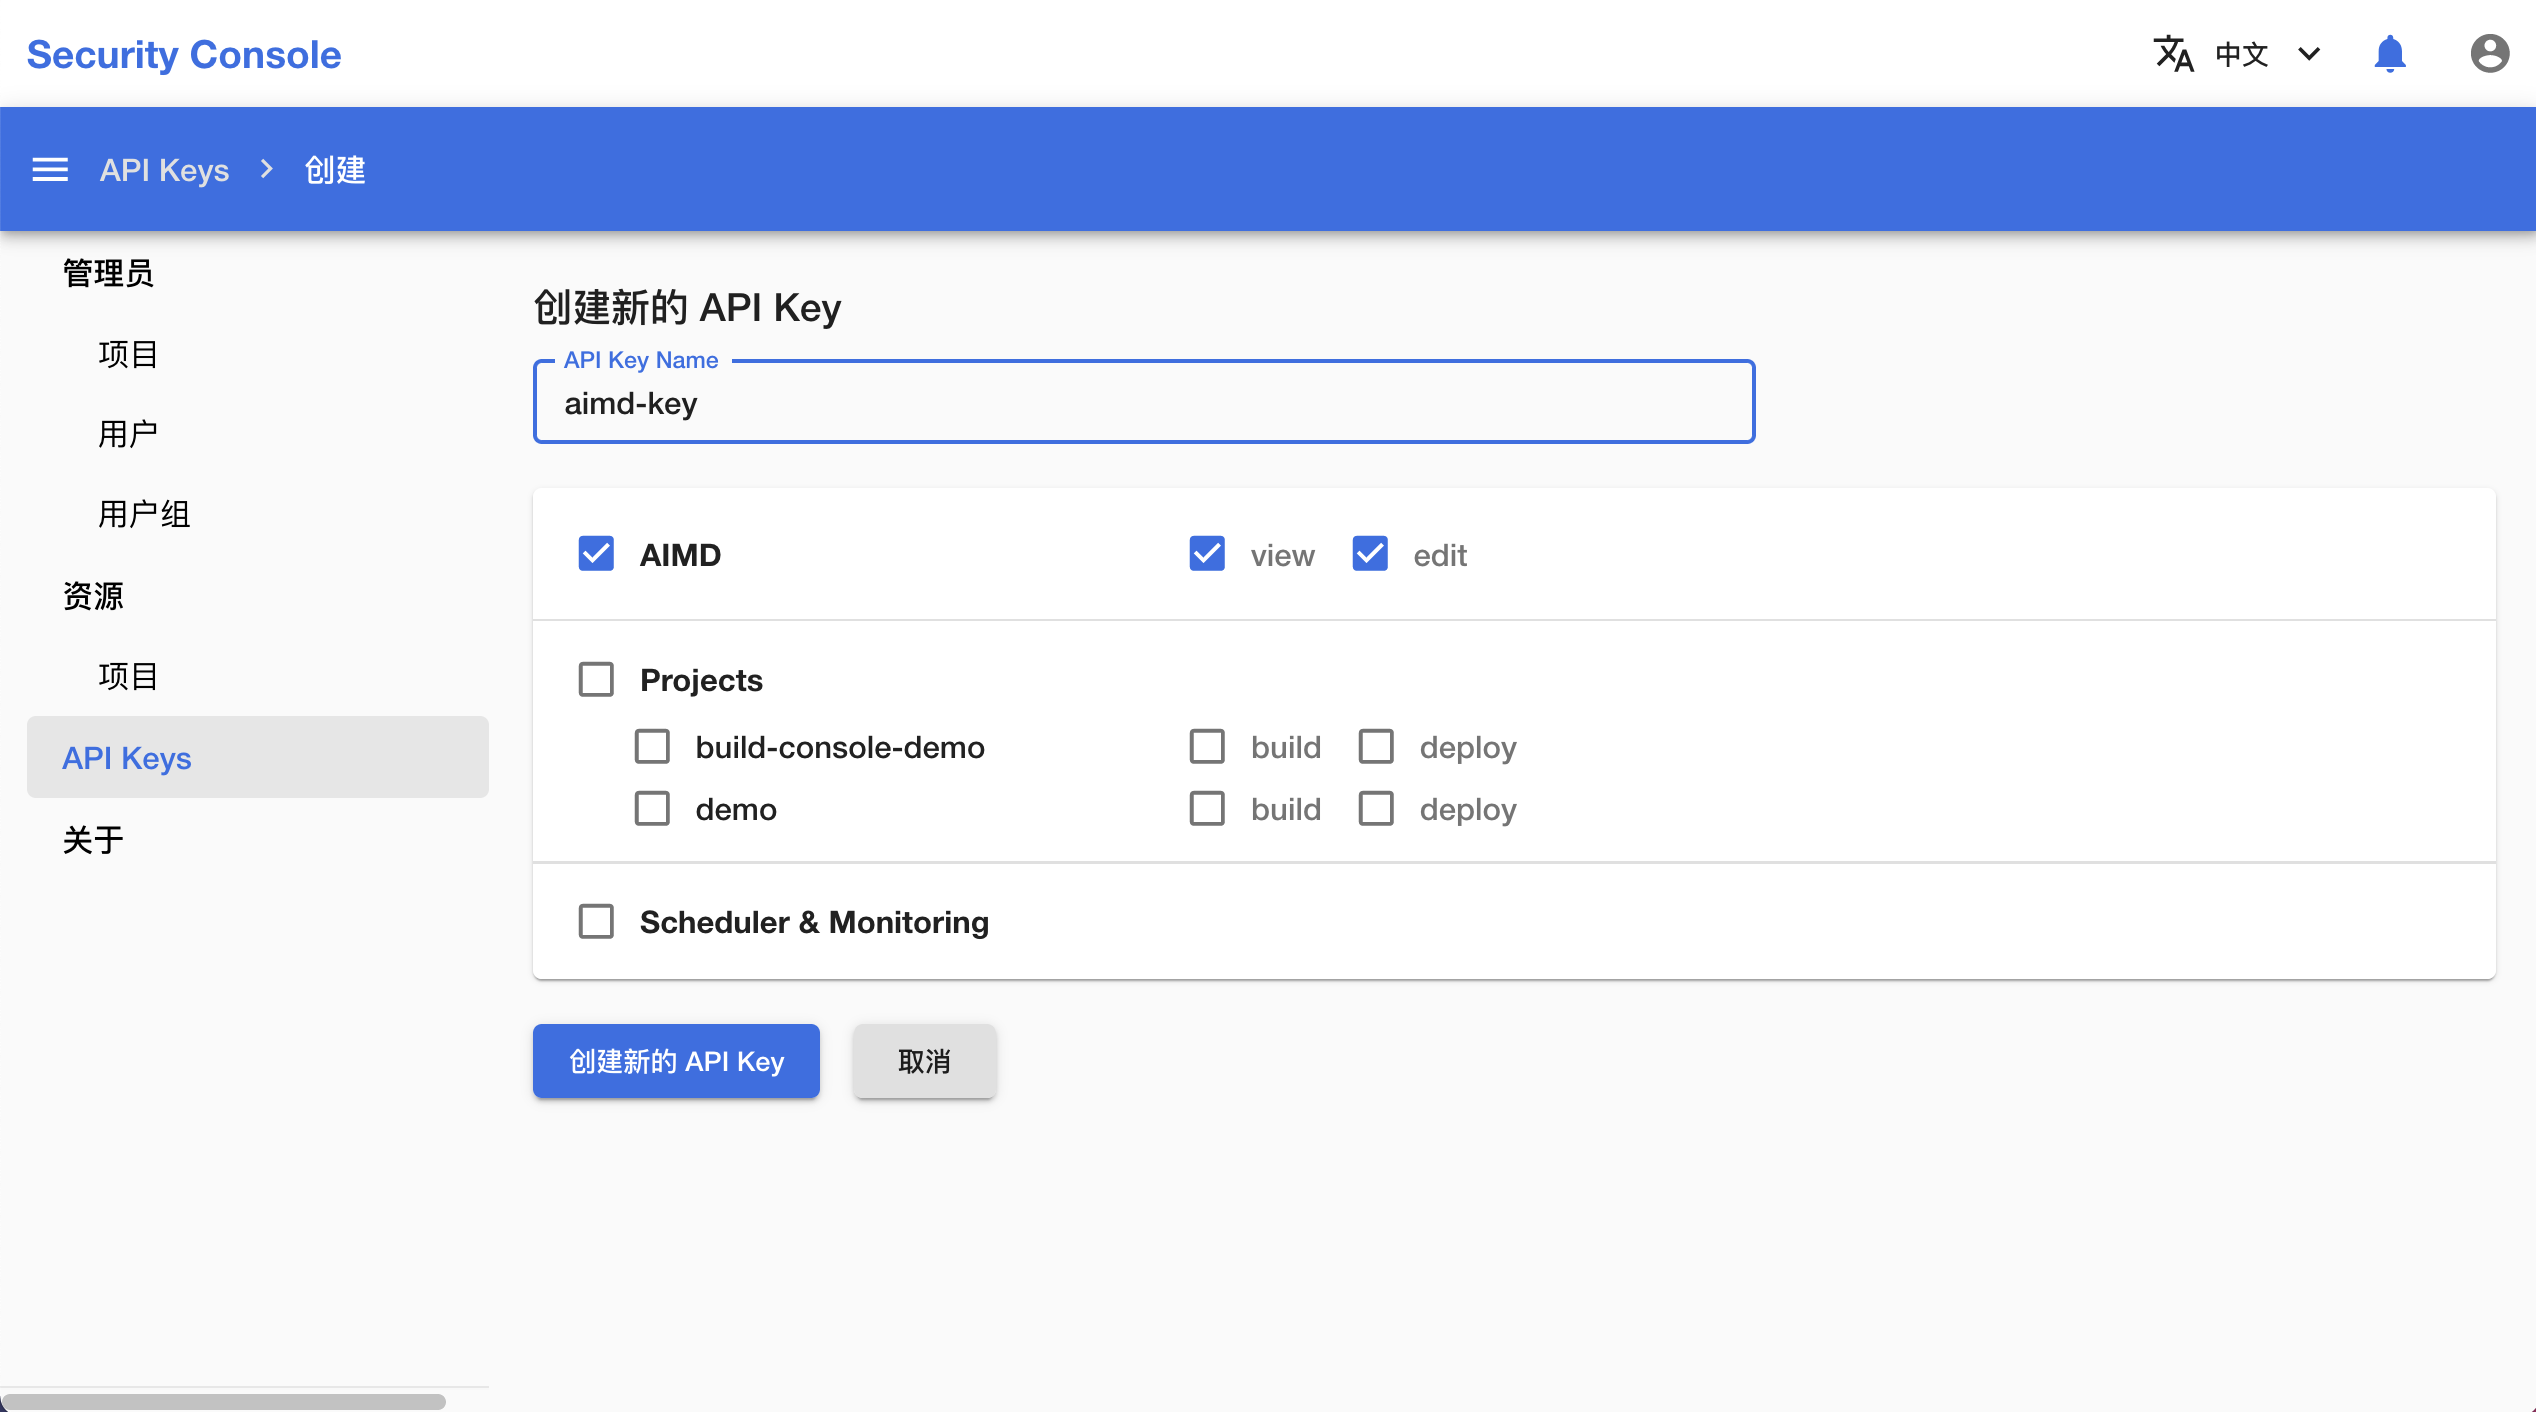 Security Console
中文
API Keys > 创建
管理员
项目
用户
用户组
资源
项目
API Keys
关于
创建新的 API Key
API Key Name
aimd-key
AIMD view edit
Projects
build-console-demo build deploy
demo build deploy
Scheduler & Monitoring
创建新的 API Key 取消